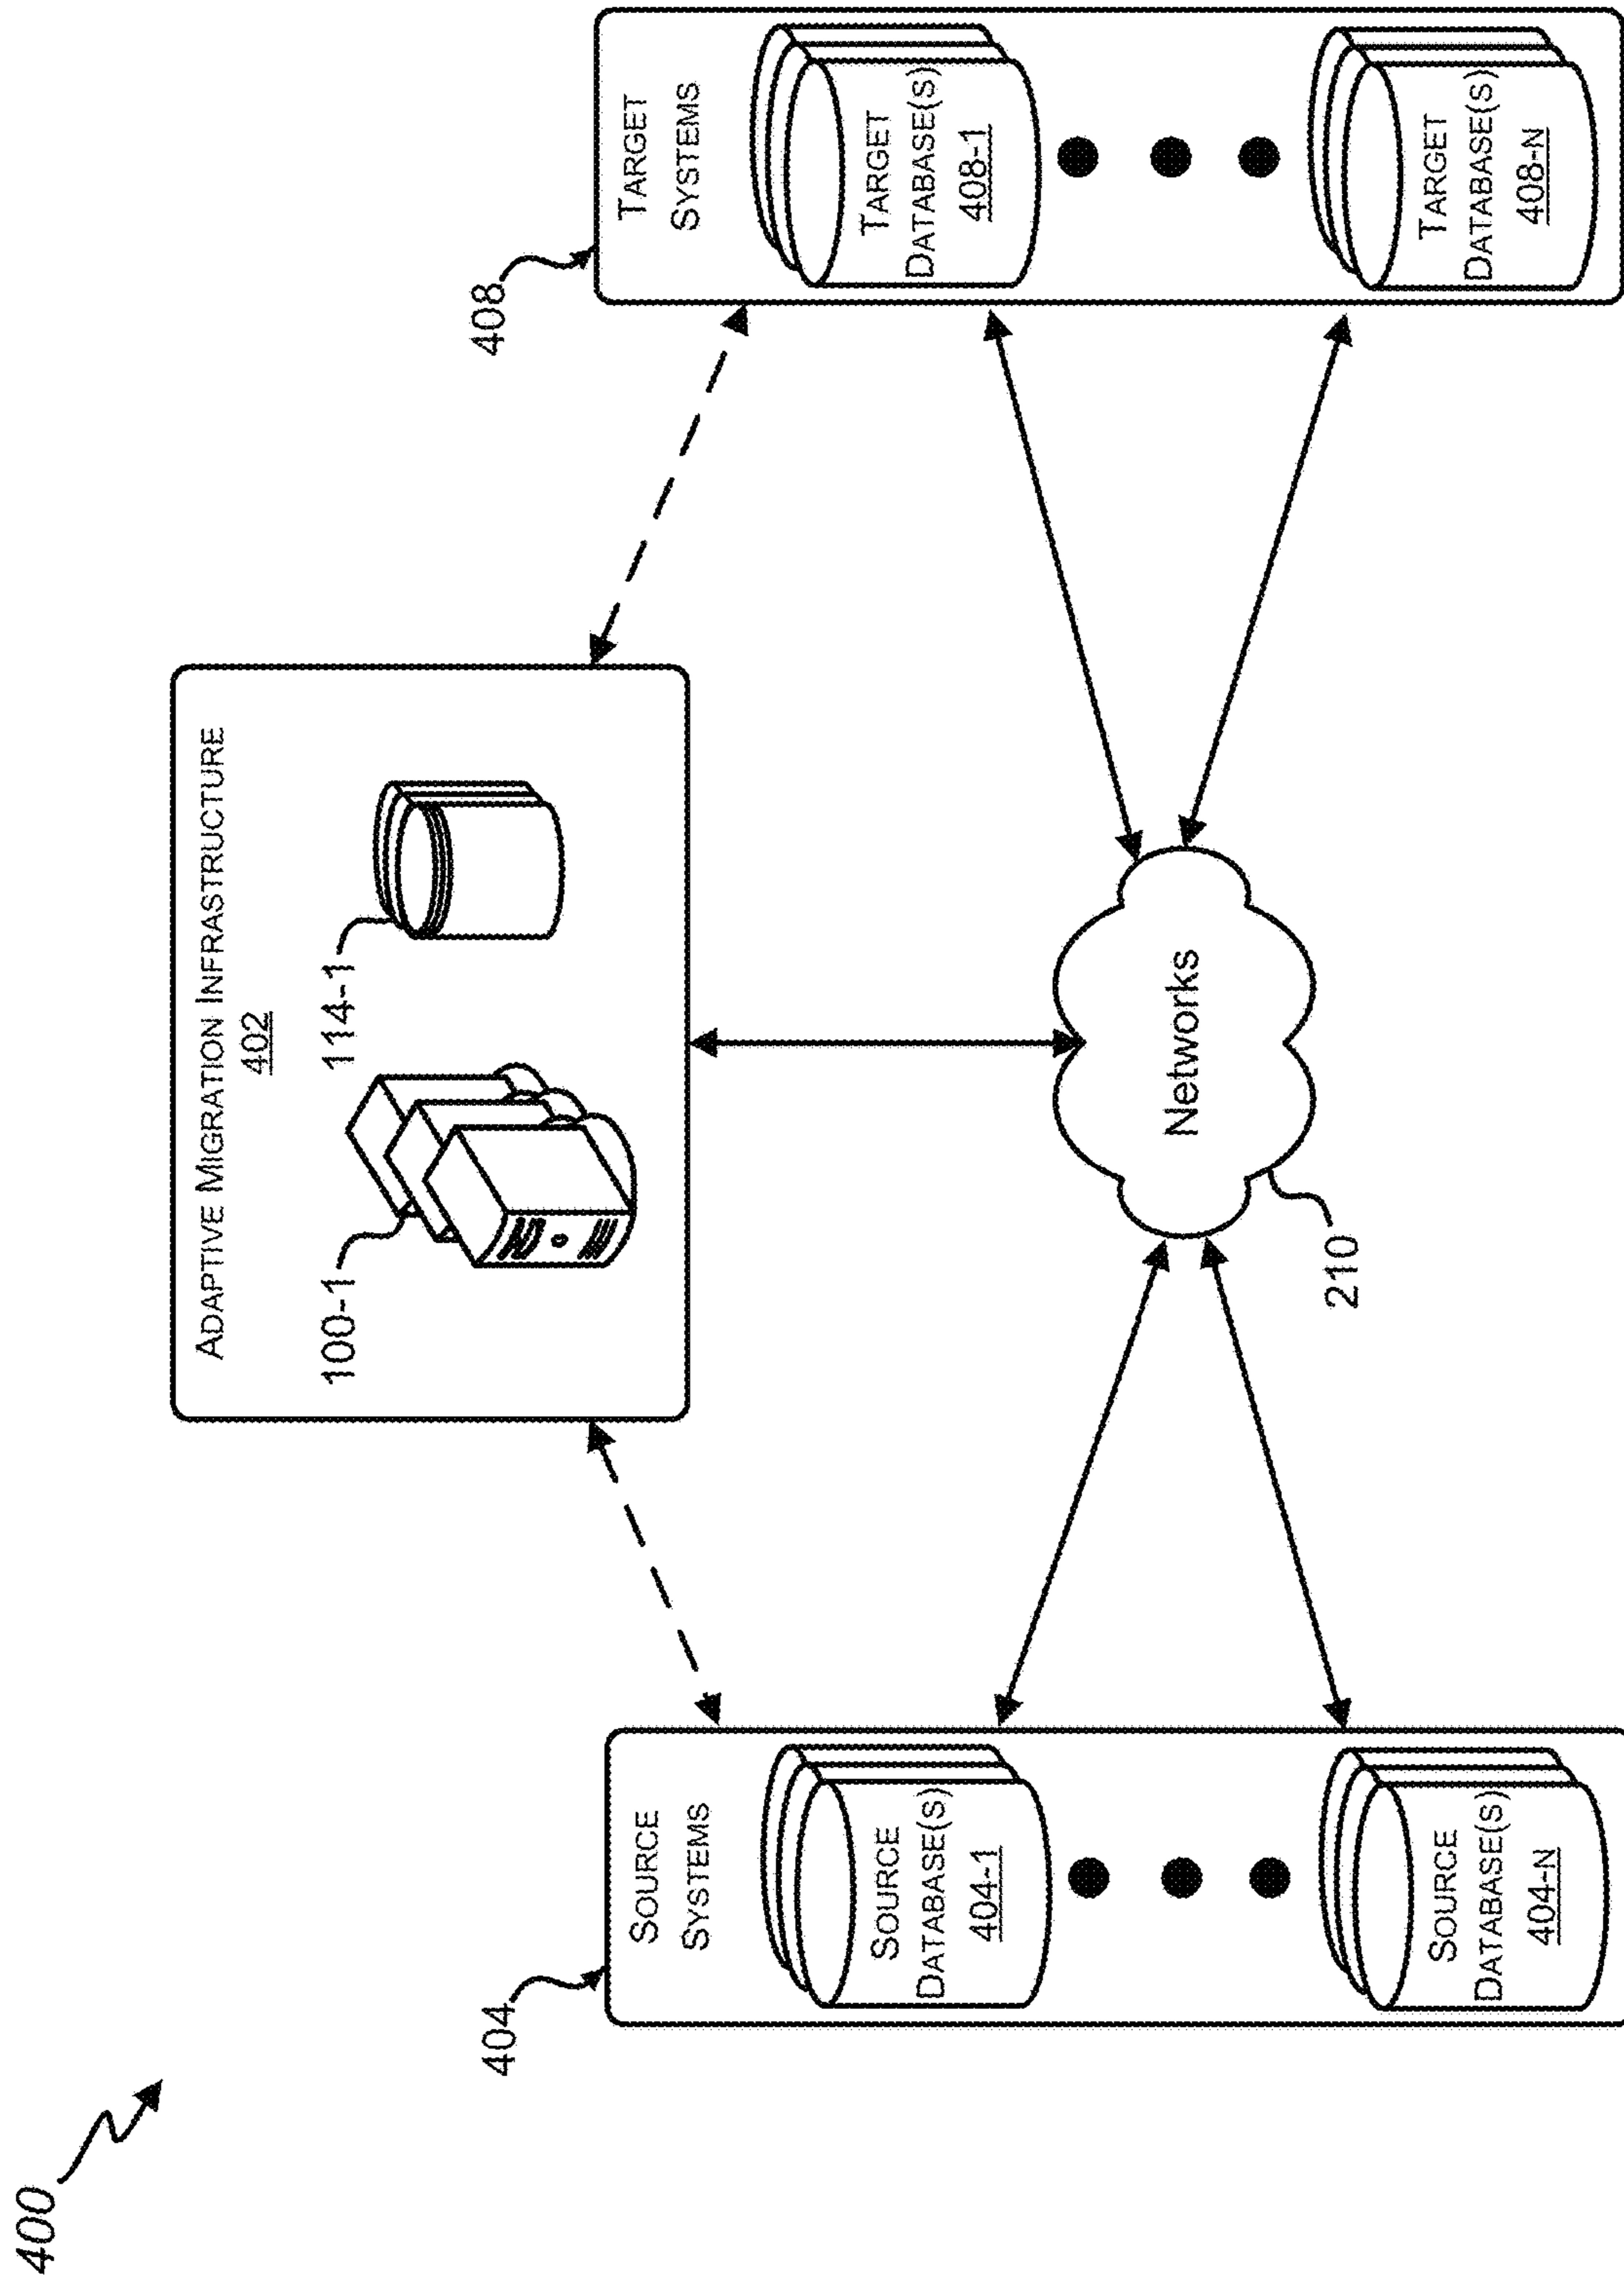 400
ADAPTIVE MIGRATION INFRASTRUCTURE
402
100-1
114-1
404
SOURCE
SYSTEMS
SOURCE
DATABASE(S)
404-1
SOURCE
DATABASE(S)
404-N
Networks
210
408
TARGET
SYSTEMS
TARGET
DATABASE(S)
408-1
TARGET
DATABASE(S)
408-N